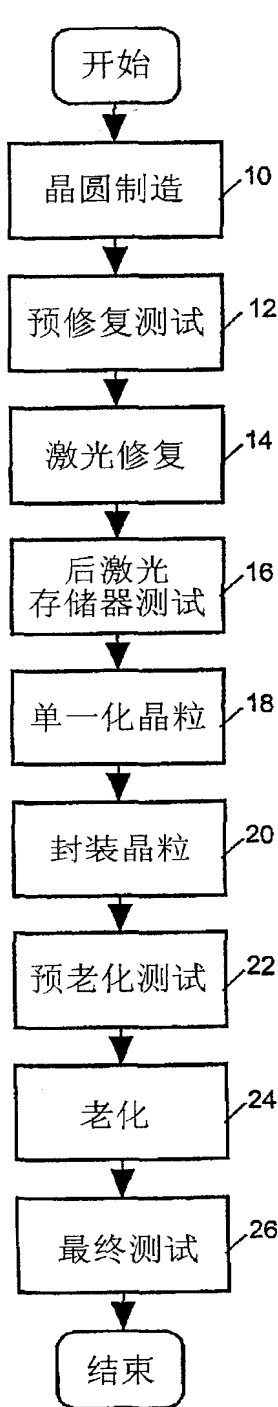 开始
晶圆制造
10
预修复测试
12
激光修复
14
后激光
存储器测试
16
单一化晶粒
18
封装晶粒
20
预老化测试
22
老化
24
最终测试
26
结束